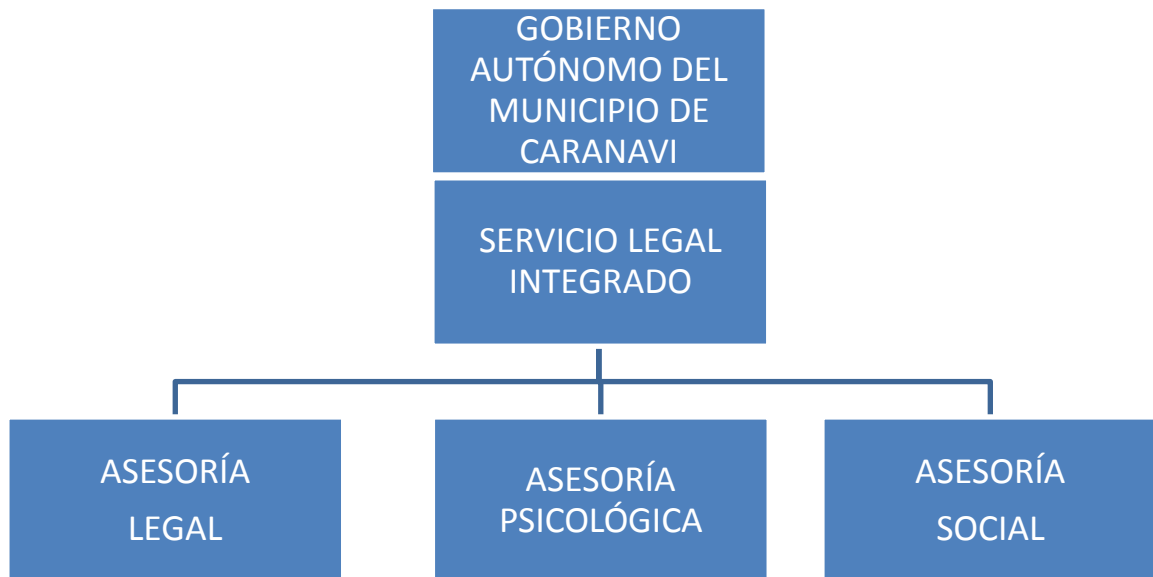 GOBIERNO
AUTÓNOMO DEL
MUNICIPIO DE
CARANAVI
SERVICIO LEGAL
INTEGRADO
ASESORÍA
LEGAL
ASESORÍA
PSICOLÓGICA
ASESORÍA
SOCIAL